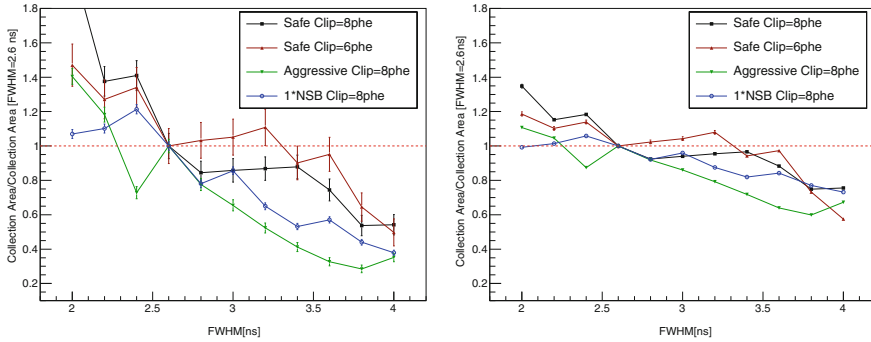 Collection Area/Collection Area [FWHM=2.6 ns]
1.8
1.6
1.4
1.2
1
0.8
0.6
0.4
0.2
Safe Clip=8phe
Safe Clip=6phe
Aggressive Clip=8phe
1*NSB Clip=8phe
2
2.5
3
3.5
4
FWHM[ns]
Collection Area/Collection Area [FWHM=2.6ns]
1.8
1.6
1.4
1.2
1
0.8
0.6
0.4
0.2
Safe Clip=8phe
Safe Clip=6phe
Aggressive Clip=8phe
1*NSB Clip=8phe
2
2.5
3
3.5
4
FWHM[ns]